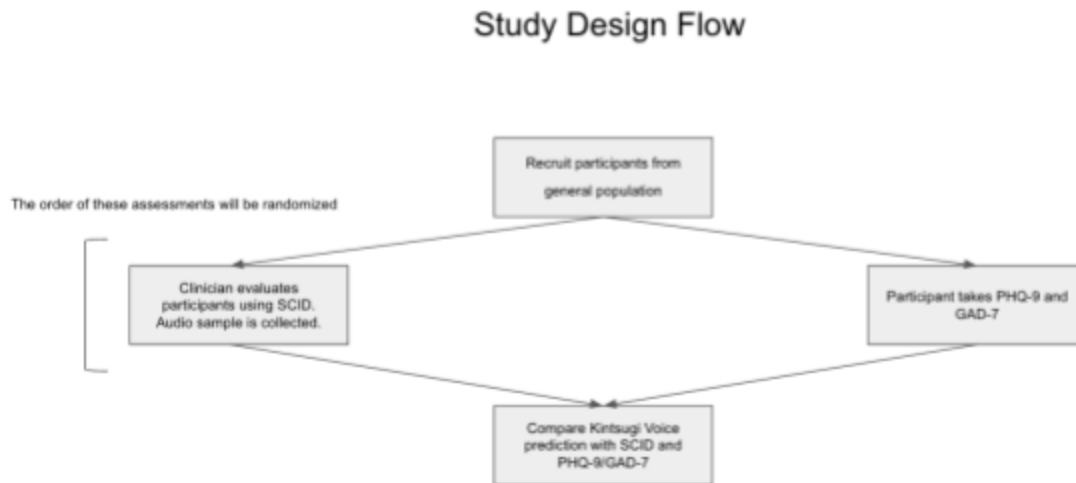 Study Design Flow
Recruit participants from
general population
The order of these assessments will be randomized
Clinician evaluates
participants using SCID.
Audio sample is collected.
Participant takes PHQ-9 and
GAD-7
Compare Kintsugi Voice
prediction with SCID and
PHQ-9/GAD-7